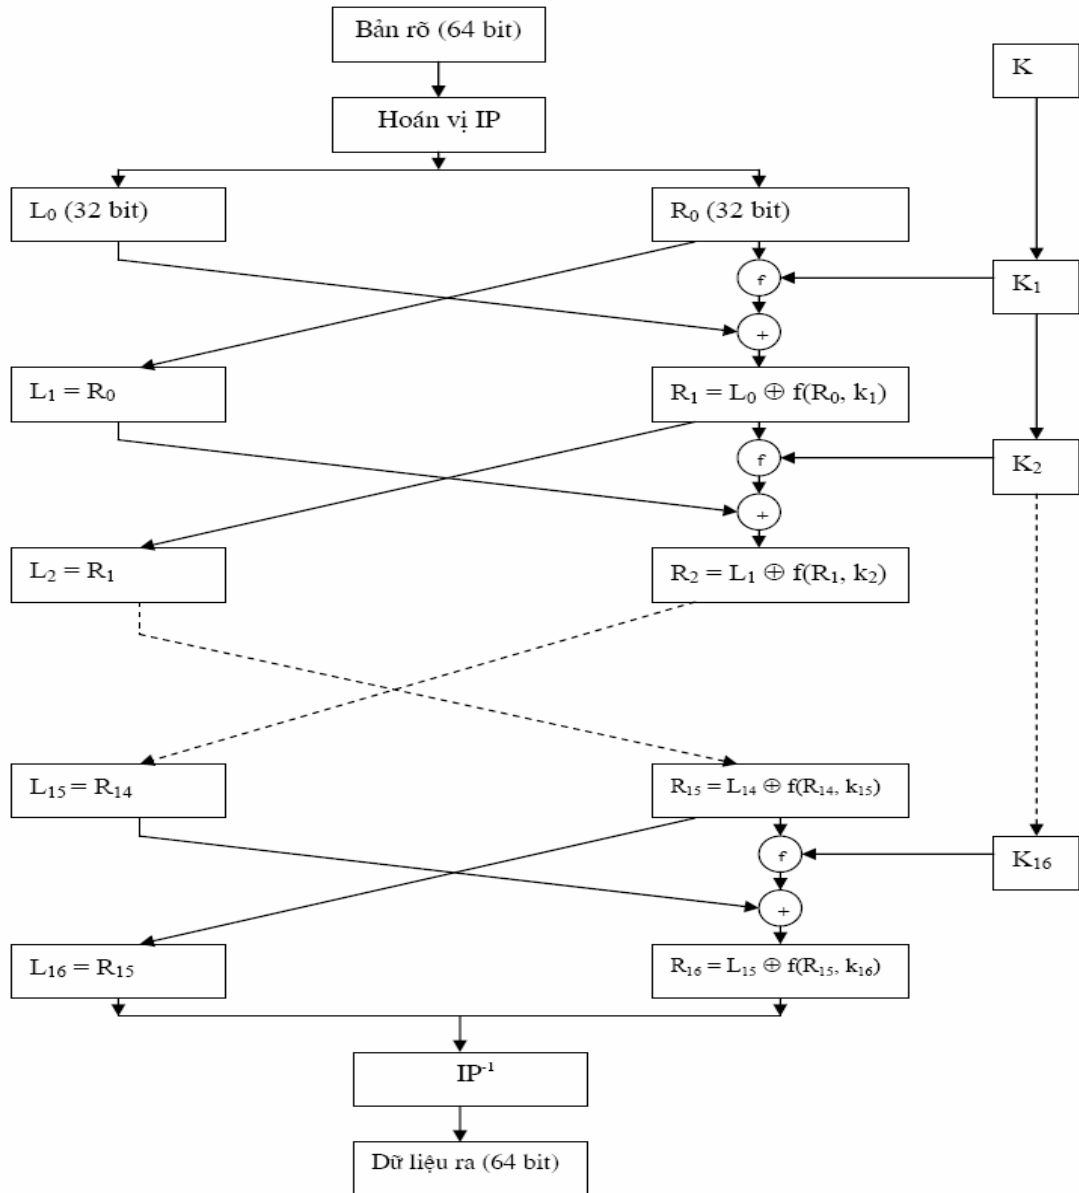 Bản rõ (64 bit)
K
Hoán vị IP
L₀ (32 bit)
R₀ (32 bit)
f
K₁
+
L₁ = R₀
R₁ = L₀ ⊕ f(R₀, k₁)
f
K₂
+
L₂ = R₁
R₂ = L₁ ⊕ f(R₁, k₂)
L₁₅ = R₁₄
R₁₅ = L₁₄ ⊕ f(R₁₄, k₁₅)
f
K₁₆
+
L₁₆ = R₁₅
R₁₆ = L₁₅ ⊕ f(R₁₅, k₁₆)
IP⁻¹
Dữ liệu ra (64 bit)